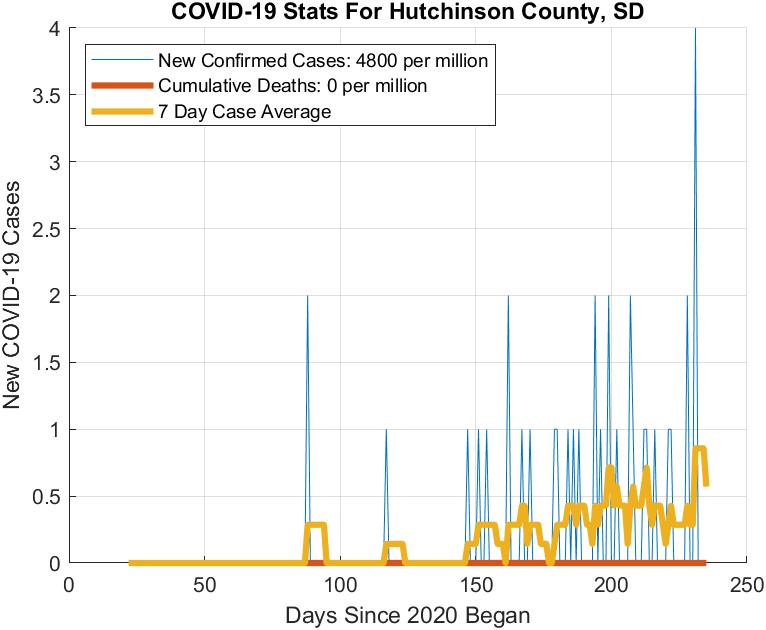 COVID-19 Stats For Hutchinson County, SD
New Confirmed Cases: 4800 per million
Cumulative Deaths: 0 per million
7 Day Case Average
New COVID-19 Cases
4
3.5
3
2.5
2
1.5
1
0.5
0
0 50 100 150 200 250
Days Since 2020 Began